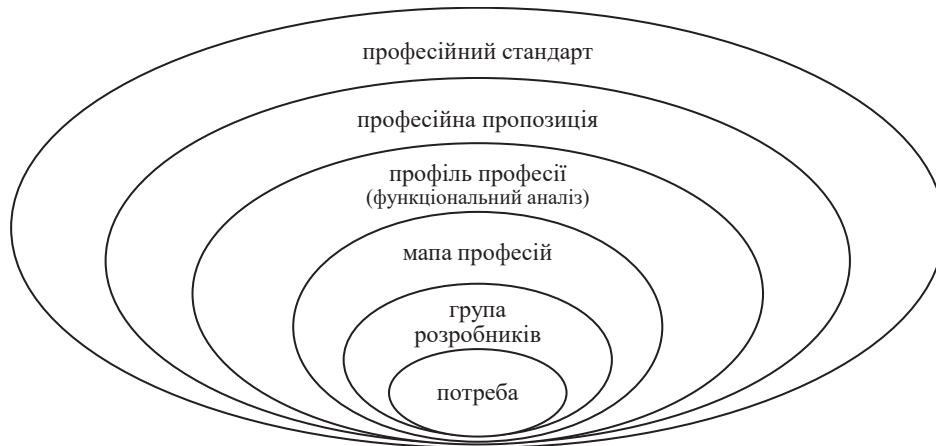 професійний стандарт
професійна пропозиція
профіль професії
(функціональний аналіз)
мапа професій
група
розробників
потреба